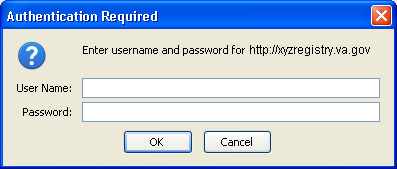 Authentication Required
Enter username and password for http://xyzregistry.va.gov
User Name:
Password:
OK Cancel